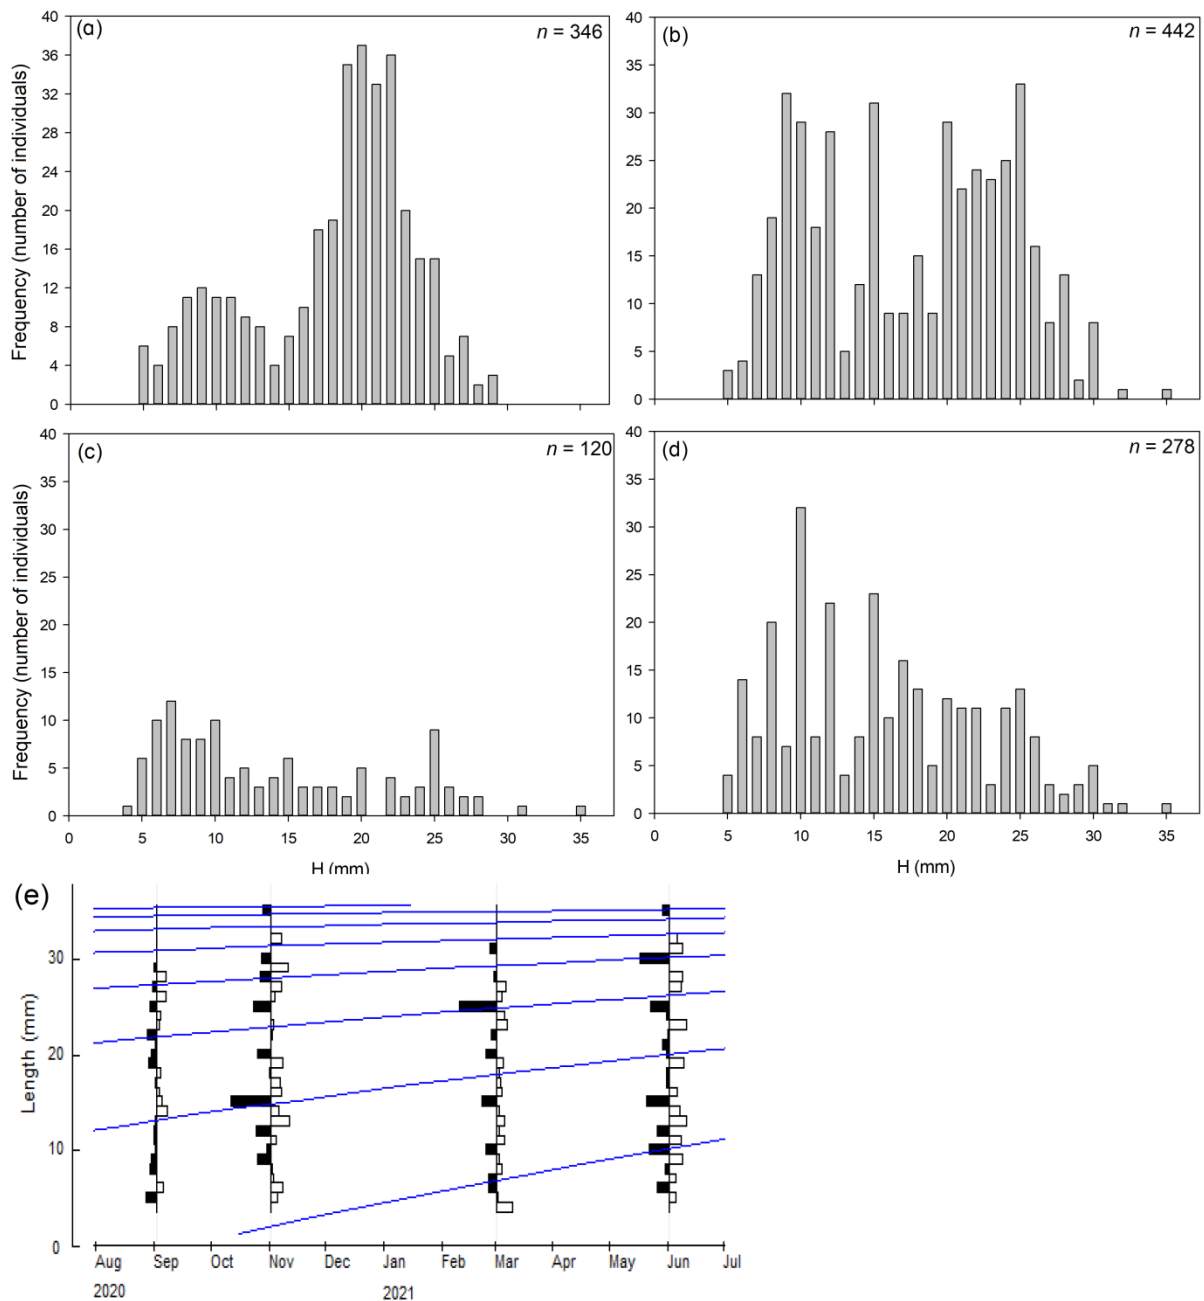 (a)
n = 346
Frequency (number of individuals)
40
36
32
28
24
20
16
12
8
4
0
(b)
n = 442
40
35
30
25
20
15
10
5
0
(c)
n = 120
Frequency (number of individuals)
40
35
30
25
20
15
10
5
0
0 5 10 15 20 25 30 35
H (mm)
(d)
n = 278
40
35
30
25
20
15
10
5
0
0 5 10 15 20 25 30 35
H (mm)
(e)
Length (mm)
30
20
10
0
Aug Sep Oct Nov Dec Jan Feb Mar Apr May Jun Jul
2020 2021